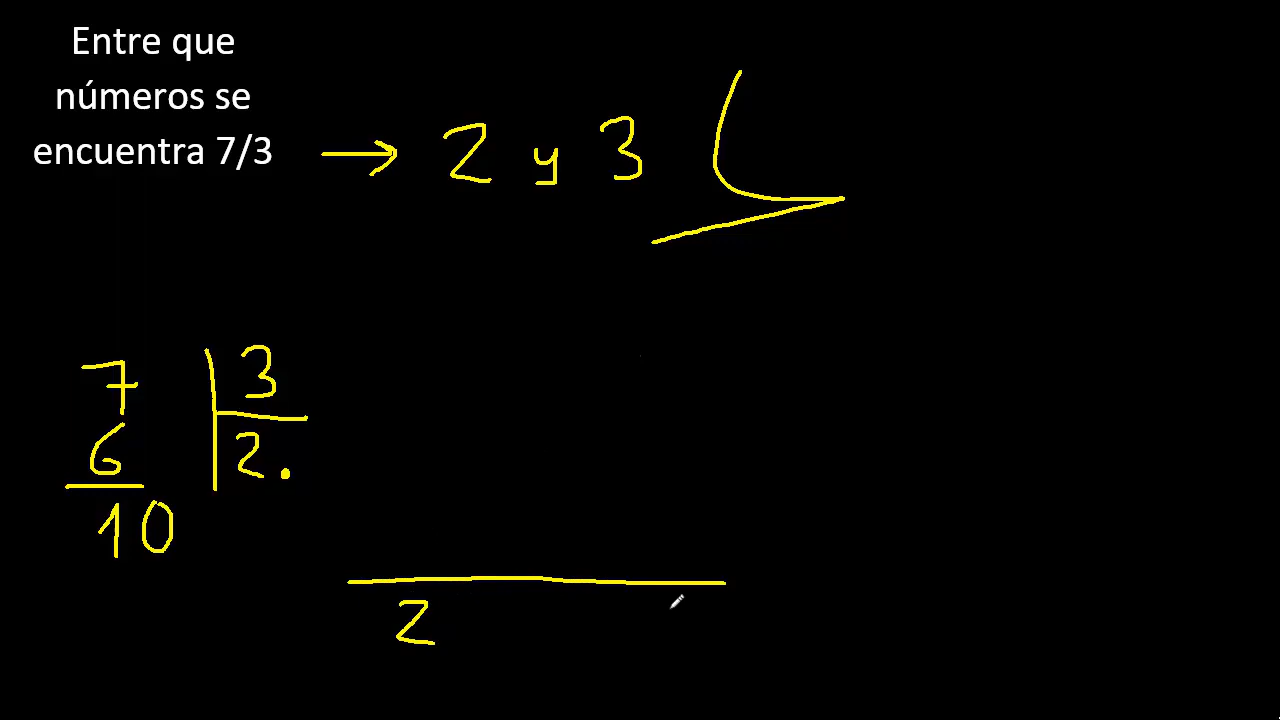 Entre que
números se
encuentra 7/3 → 2 y 3
7 3
6 2.
10
2